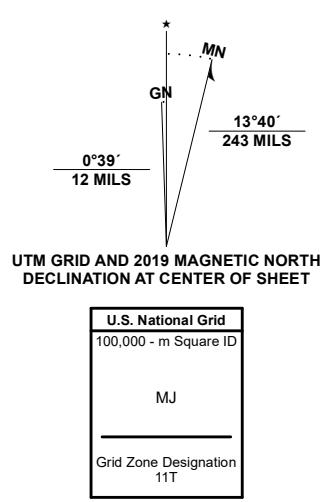 ★
MN
GN
13°40´
243 MILS
0°39´
12 MILS
UTM GRID AND 2019 MAGNETIC NORTH
DECLINATION AT CENTER OF SHEET
U.S. National Grid
100,000 - m Square ID
MJ
Grid Zone Designation
11T